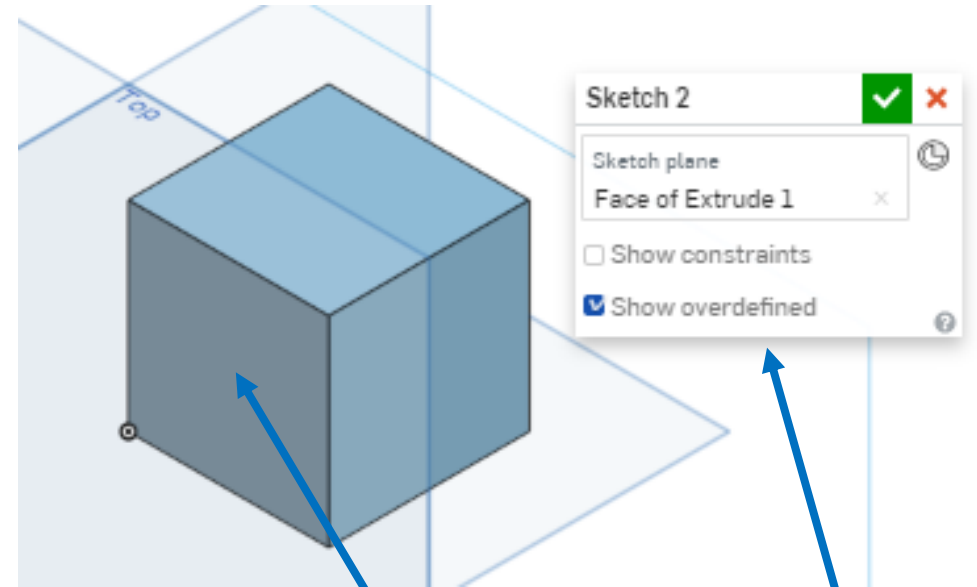 Top
Sketch 2
Sketch plane
Face of Extrude 1
Show constraints
Show overdefined